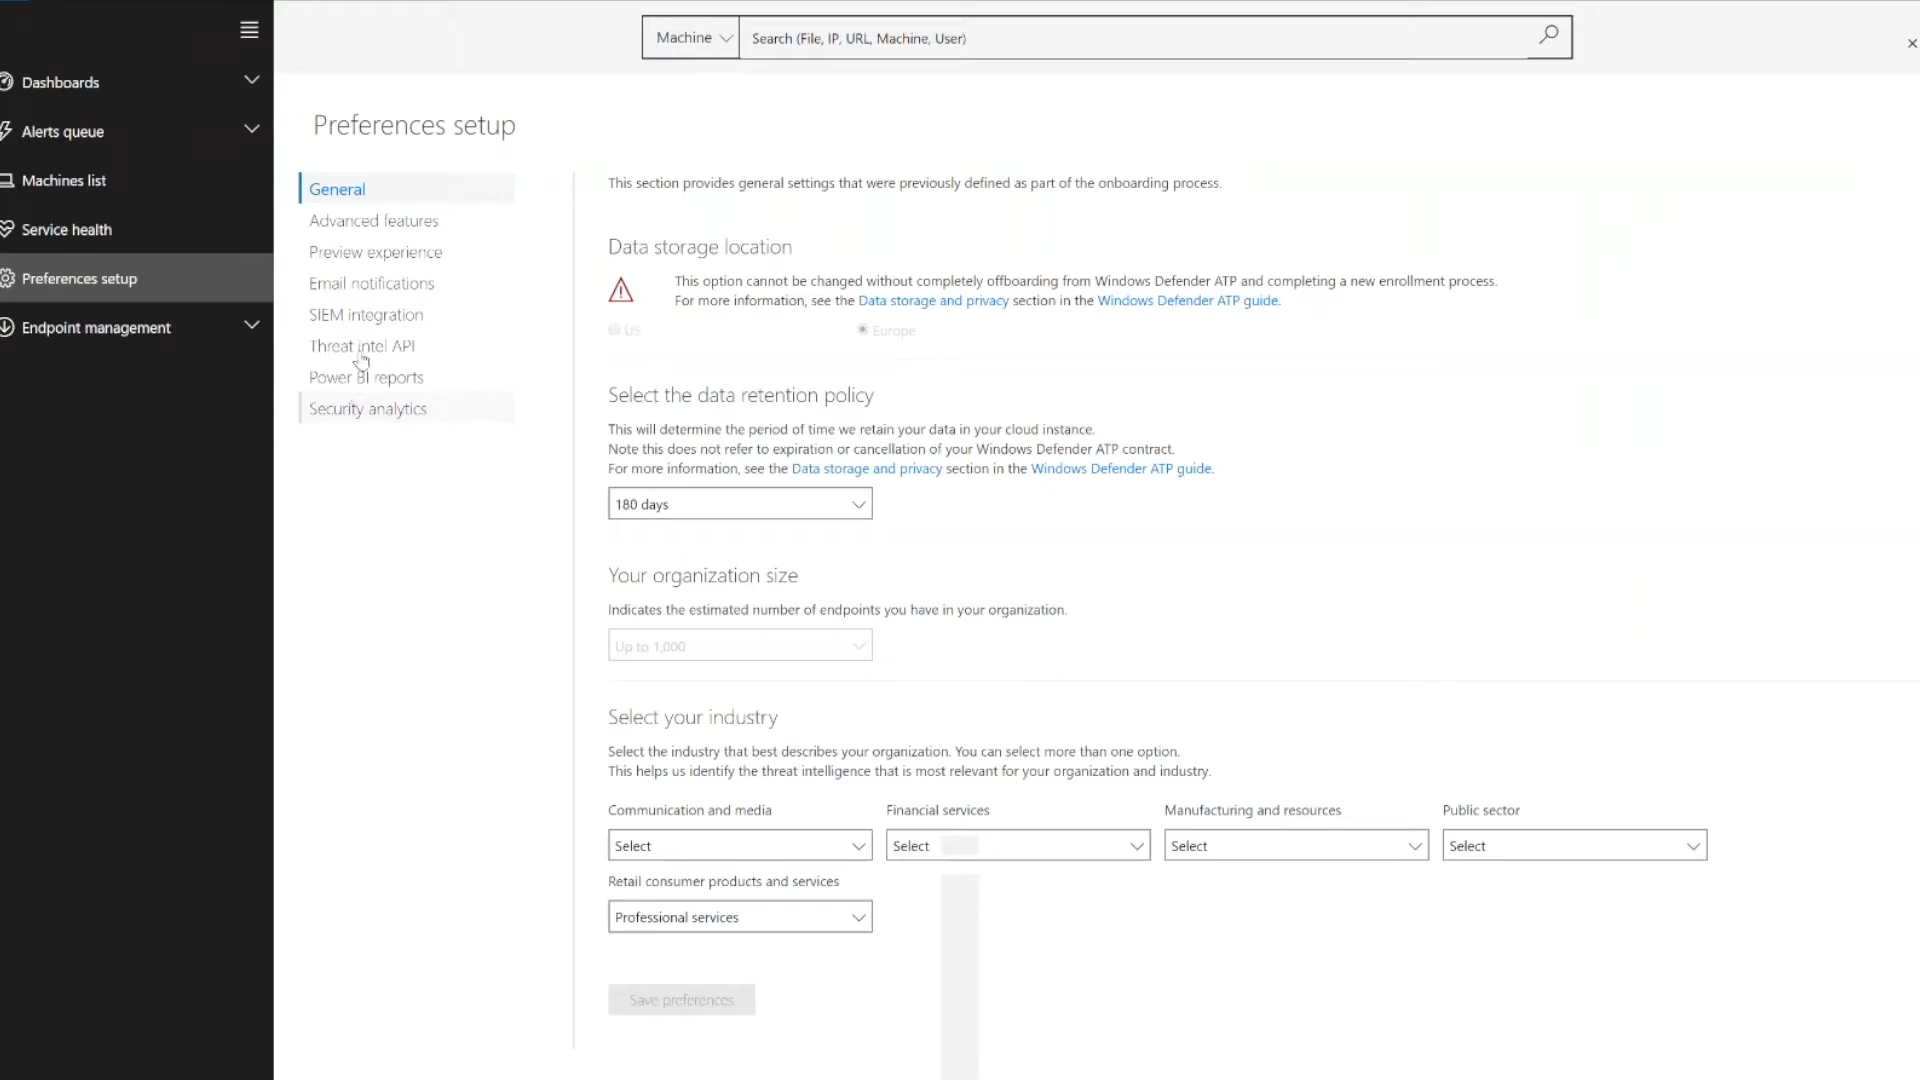 Machine
Search (File, IP, URL, Machine, User)
Dashboards
Alerts queue
Machines list
Service health
Preferences setup
Endpoint management
Preferences setup
General
Advanced features
Preview experience
Email notifications
SIEM integration
Threat intel API
Power BI reports
Security analytics
This section provides general settings that were previously defined as part of the onboarding process.
Data storage location
This option cannot be changed without completely offboarding from Windows Defender ATP and completing a new enrollment process.
For more information, see the Data storage and privacy section in the Windows Defender ATP guide.
US
Europe
Select the data retention policy
This will determine the period of time we retain your data in your cloud instance.
Note this does not refer to expiration or cancellation of your Windows Defender ATP contract.
For more information, see the Data storage and privacy section in the Windows Defender ATP guide.
180 days
Your organization size
Indicates the estimated number of endpoints you have in your organization.
Up to 1,000
Select your industry
Select the industry that best describes your organization. You can select more than one option.
This helps us identify the threat intelligence that is most relevant for your organization and industry.
Communication and media
Select
Financial services
Select
Manufacturing and resources
Select
Public sector
Select
Retail consumer products and services
Professional services
Save preferences